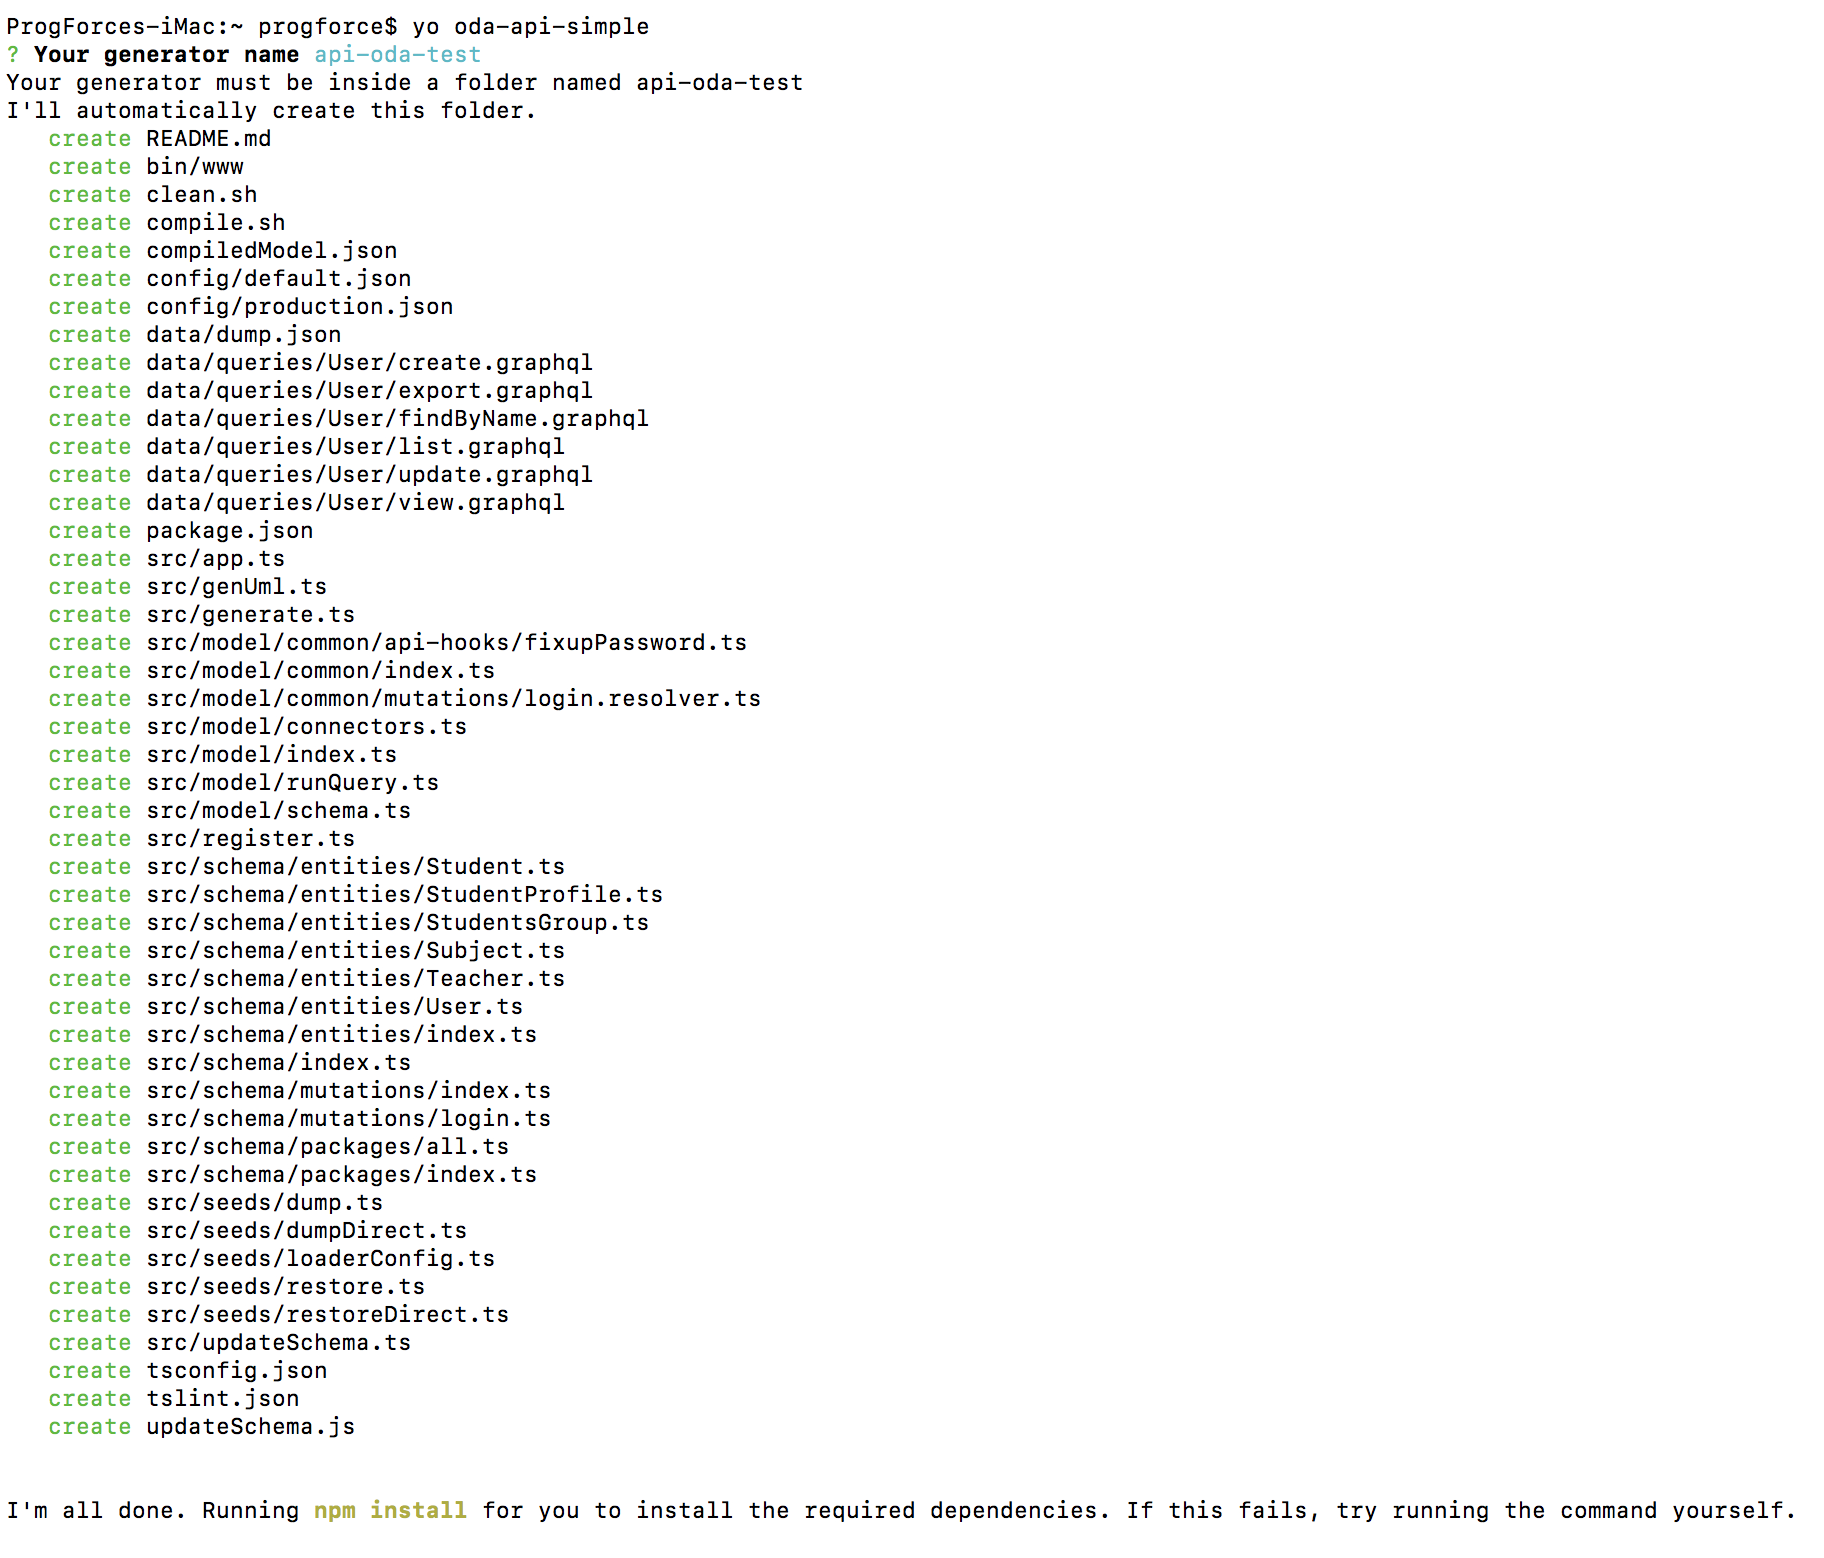 ProgForces-iMac:~ progforce$ yo oda-api-simple
? Your generator name api-oda-test
Your generator must be inside a folder named api-oda-test
I'll automatically create this folder.
create README.md
create bin/www
create clean.sh
create compile.sh
create compiledModel.json
create config/default.json
create config/production.json
create data/dump.json
create data/queries/User/create.graphql
create data/queries/User/export.graphql
create data/queries/User/findByName.graphql
create data/queries/User/list.graphql
create data/queries/User/update.graphql
create data/queries/User/view.graphql
create package.json
create src/app.ts
create src/genUml.ts
create src/generate.ts
create src/model/common/api-hooks/fixupPassword.ts
create src/model/common/index.ts
create src/model/common/mutations/login.resolver.ts
create src/model/connectors.ts
create src/model/index.ts
create src/model/runQuery.ts
create src/model/schema.ts
create src/register.ts
create src/schema/entities/Student.ts
create src/schema/entities/StudentProfile.ts
create src/schema/entities/StudentsGroup.ts
create src/schema/entities/Subject.ts
create src/schema/entities/Teacher.ts
create src/schema/entities/User.ts
create src/schema/entities/index.ts
create src/schema/index.ts
create src/schema/mutations/index.ts
create src/schema/mutations/login.ts
create src/schema/packages/all.ts
create src/schema/packages/index.ts
create src/seeds/dump.ts
create src/seeds/dumpDirect.ts
create src/seeds/loaderConfig.ts
create src/seeds/restore.ts
create src/seeds/restoreDirect.ts
create src/updateSchema.ts
create tsconfig.json
create tslint.json
create updateSchema.js
I'm all done. Running npm install for you to install the required dependencies. If this fails, try running the command yourself.